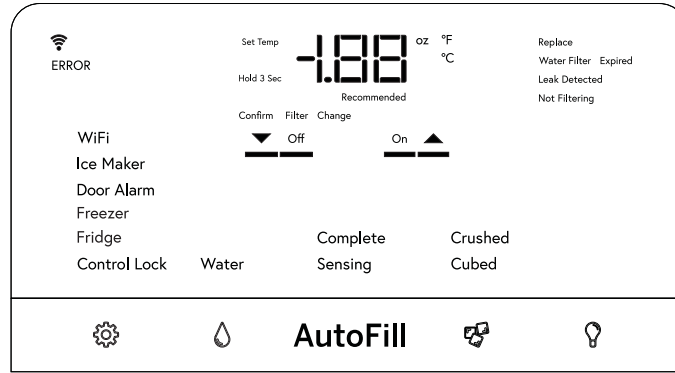 Set Temp -1.88 oz °F Replace
ERROR °C Water Filter Expired
Hold 3 Sec Leak Detected
Recommended Not Filtering
Confirm Filter Change
WiFi Off On
Ice Maker
Door Alarm
Freezer
Fridge Complete Crushed
Control Lock Water Sensing Cubed
AutoFill